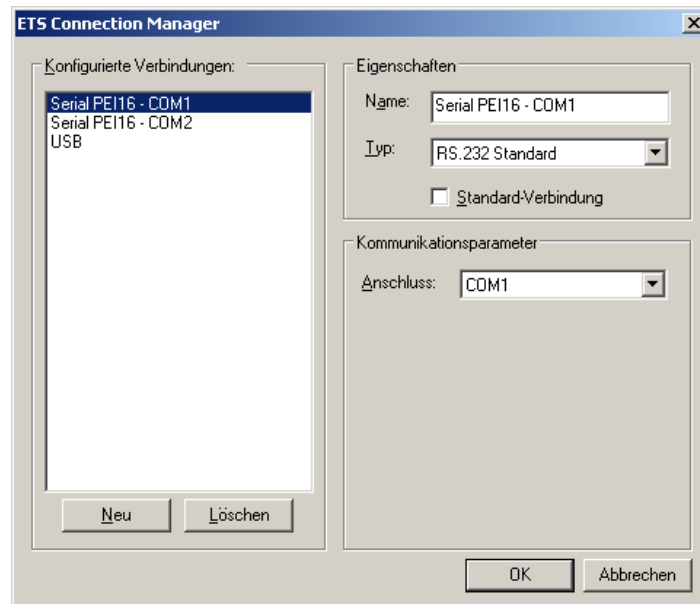 ETS Connection Manager
Konfigurierte Verbindungen:
Serial PEI16 - COM1
Serial PEI16 - COM2
USB
Neu
Löschen
Eigenschaften
Name:
Serial PEI16 - COM1
Typ:
RS.232 Standard
Standard-Verbindung
Kommunikationsparameter
Anschluss:
COM1
OK
Abbrechen